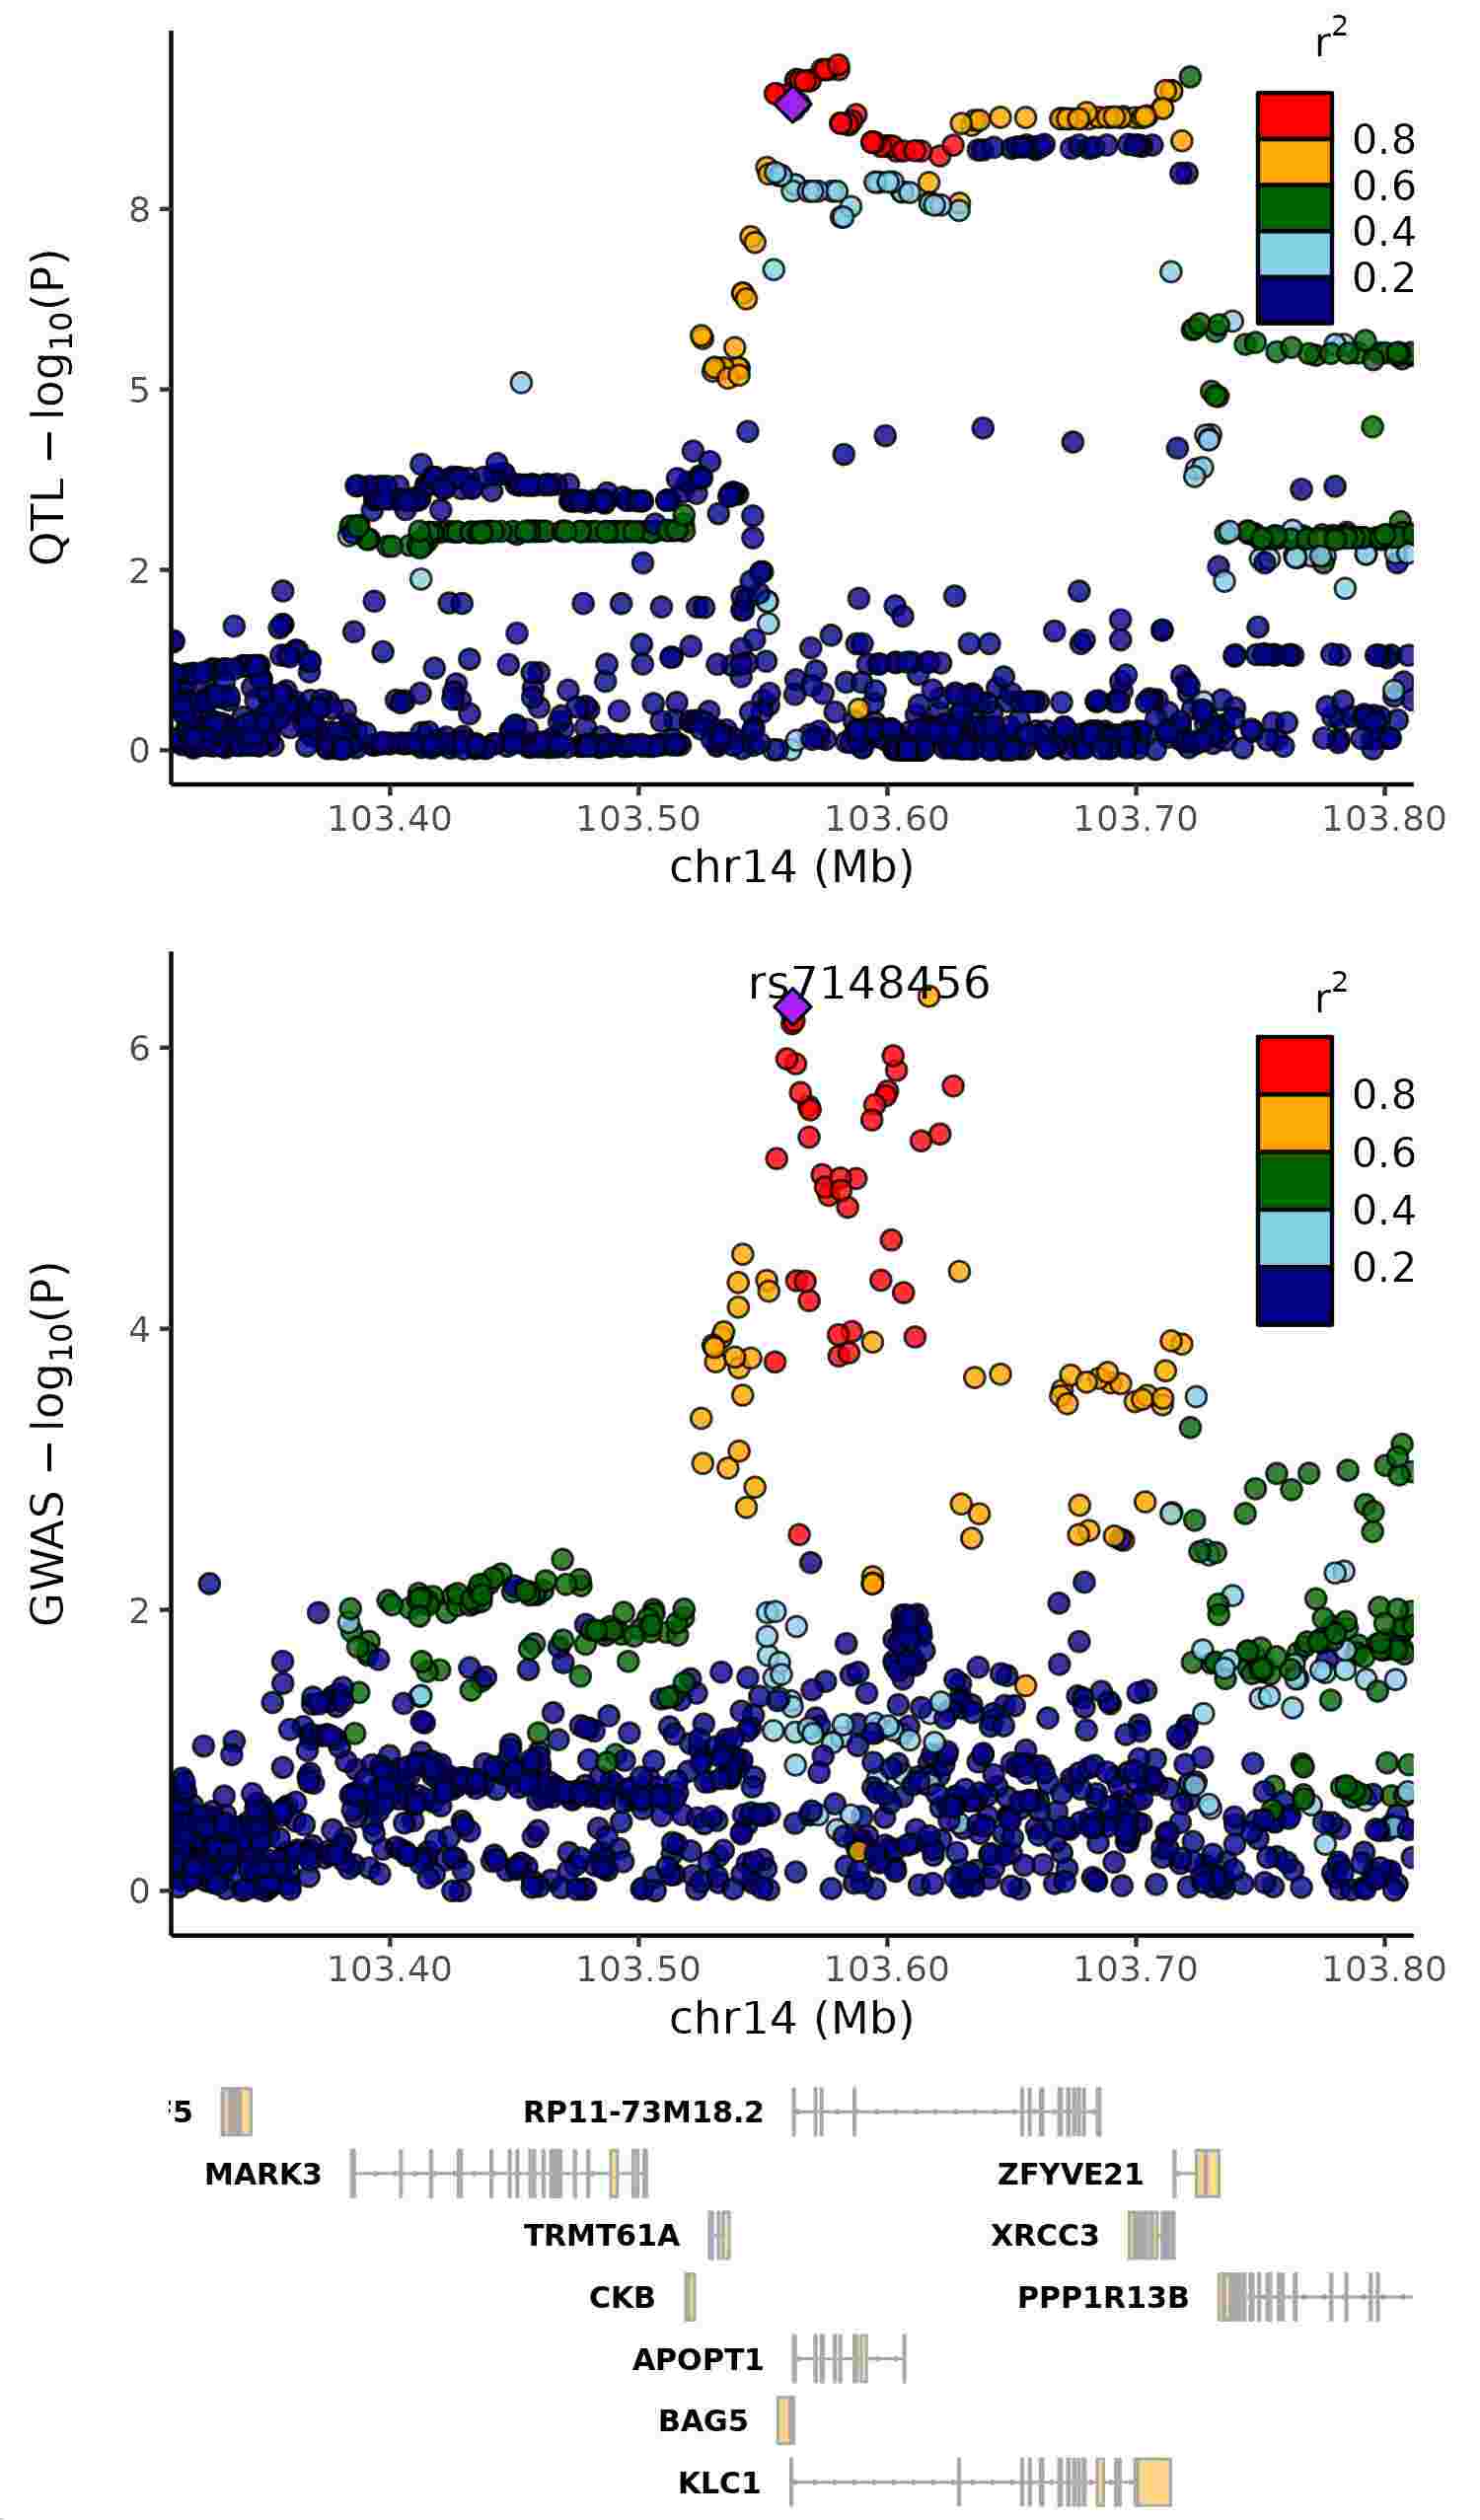 r2
0.8
0.6
0.4
0.2
QTL −log10(P)
8
5
2
0
103.40 103.50 103.60 103.70 103.80
chr14 (Mb)
rs7148456
r2
0.8
0.6
0.4
0.2
GWAS −log10(P)
6
4
2
0
103.40 103.50 103.60 103.70 103.80
chr14 (Mb)
5 RP11-73M18.2
MARK3 ZFYVE21
TRMT61A XRCC3
CKB PPP1R13B
APOPT1
BAG5
KLC1